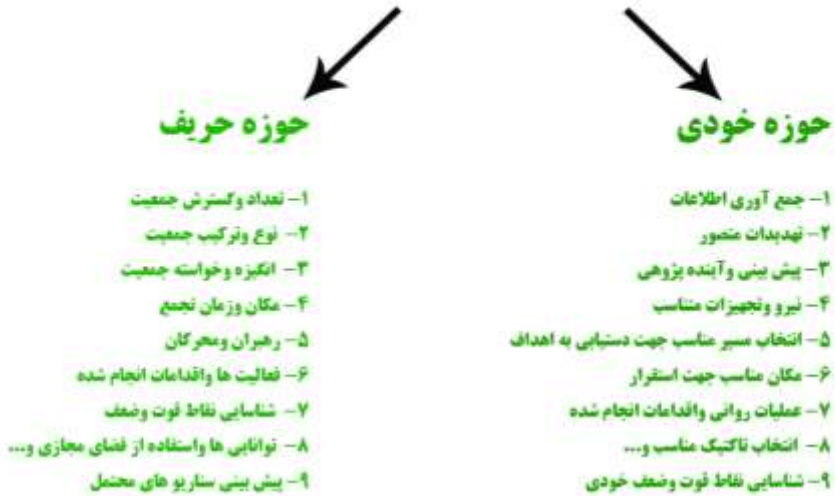 حوزه خودی
۱- جمع آوری اطلاعات
۲- تهدیدات متصور
۳- پیش بینی وآینده پژوهی
۴- نیرو وتجهیزات متناسب
۵- انتخاب مسیر مناسب جهت دستیابی به اهداف
۶- مکان مناسب جهت استقرار
۷- عملیات روانی واقدامات انجام شده
۸- انتخاب تاکتیک مناسب و...
۹- شناسایی نقاط قوت وضعف خودی
حوزه حریف
۱- تعداد وگسترش جمعیت
۲- نوع وترکیب جمعیت
۳- انگیزه وخواسته جمعیت
۴- مکان وزمان تجمع
۵- رهبران ومحرکان
۶- فعالیت ها واقدامات انجام شده
۷- شناسایی نقاط قوت وضعف
۸- توانایی ها واستفاده از فضای مجازی و...
۹- پیش بینی سناریو های محتمل